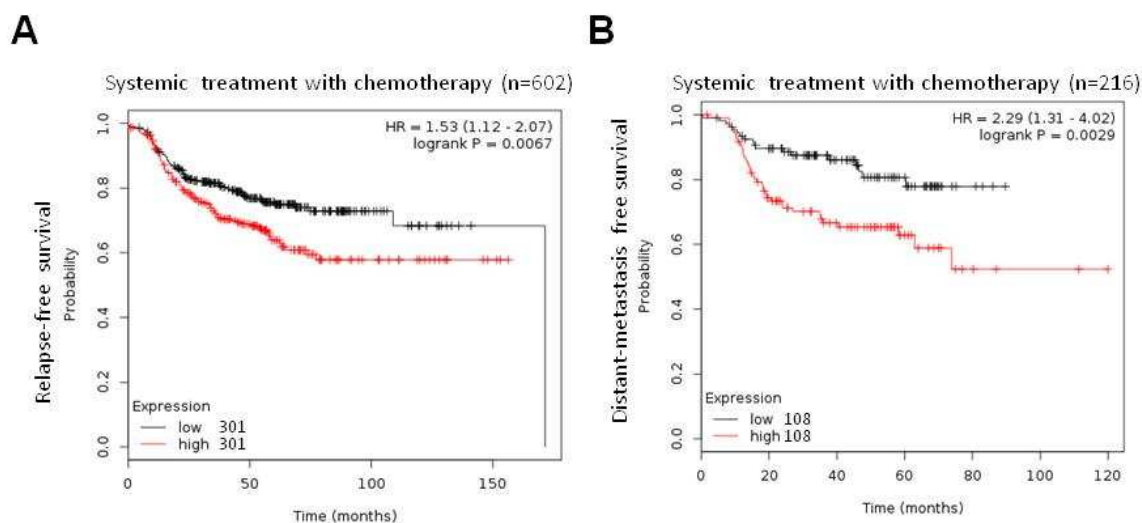 A
Systemic treatment with chemotherapy (n=602)
HR = 1.53 (1.12 - 2.07)
logrank P = 0.0067
Relapse-free survival
Probability
1.0
0.8
0.6
0.4
0.2
0.0
Expression
low 301
high 301
0 50 100 150
Time (months)
B
Systemic treatment with chemotherapy (n=216)
HR = 2.29 (1.31 - 4.02)
logrank P = 0.0029
Distant-metastasis free survival
Probability
1.0
0.8
0.6
0.4
0.2
0.0
Expression
low 108
high 108
0 20 40 60 80 100 120
Time (months)